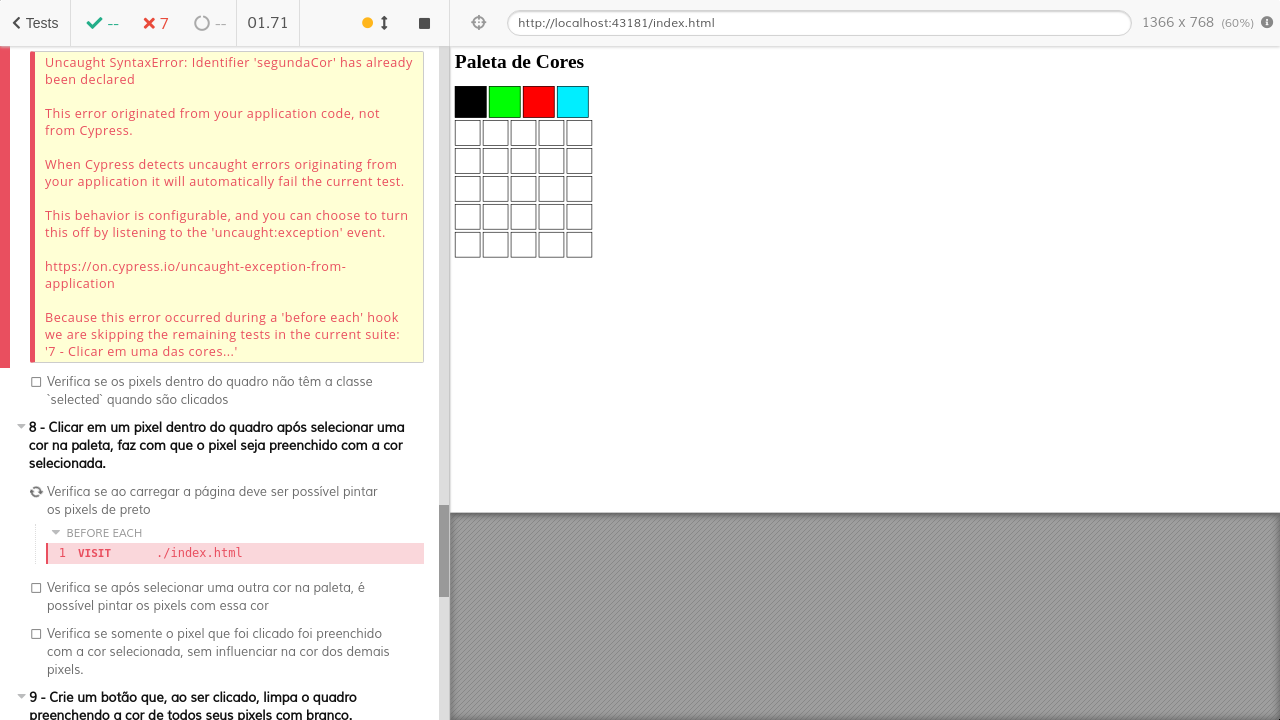 Tests
--
7
--
01.71
http://localhost:43181/index.html
1366 x 768 (60%)
Uncaught SyntaxError: Identifier 'segundaCor' has already
been declared
This error originated from your application code, not
from Cypress.
When Cypress detects uncaught errors originating from
your application it will automatically fail the current test.
This behavior is configurable, and you can choose to turn
this off by listening to the 'uncaught:exception' event.
https://on.cypress.io/uncaught-exception-from-
application
Because this error occurred during a 'before each' hook
we are skipping the remaining tests in the current suite:
'7 - Clicar em uma das cores...'
Verifica se os pixels dentro do quadro não têm a classe
`selected` quando são clicados
8 - Clicar em um pixel dentro do quadro após selecionar uma
cor na paleta, faz com que o pixel seja preenchido com a cor
selecionada.
Verifica se ao carregar a página deve ser possível pintar
os pixels de preto
BEFORE EACH
1 VISIT ./index.html
Verifica se após selecionar uma outra cor na paleta, é
possível pintar os pixels com essa cor
Verifica se somente o pixel que foi clicado foi preenchido
com a cor selecionada, sem influenciar na cor dos demais
pixels.
9 - Crie um botão que, ao ser clicado, limpa o quadro
preenchendo a cor de todos seus pixels com branco.
Paleta de Cores